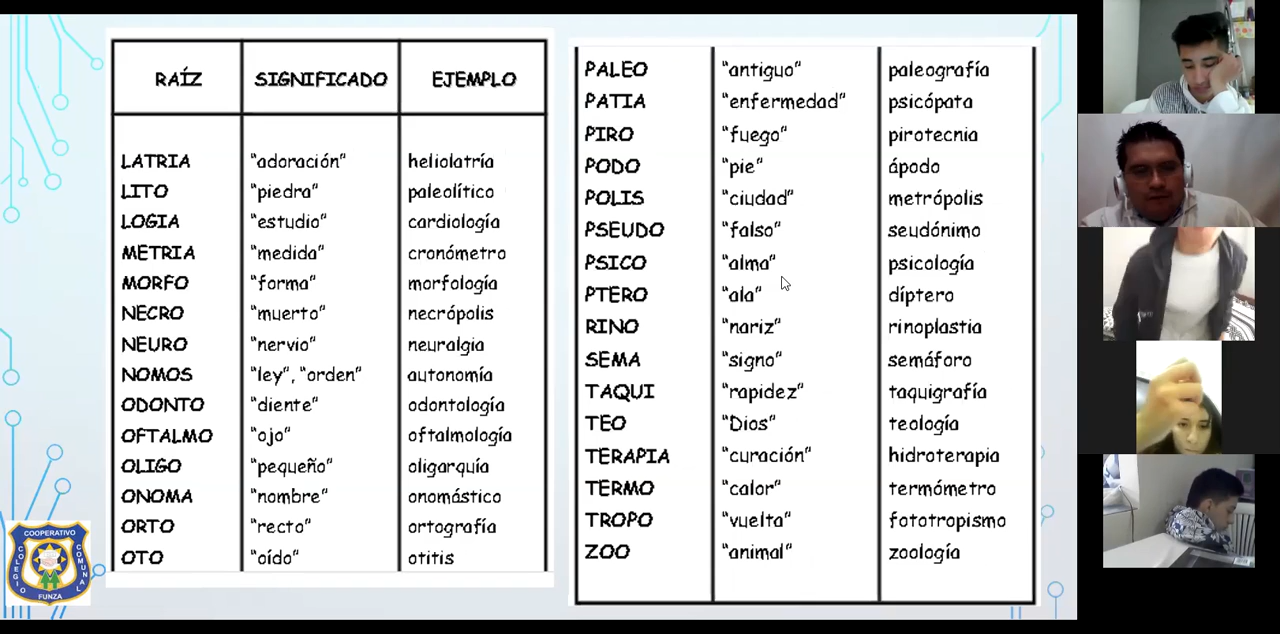 RAÍZ SIGNIFICADO EJEMPLO
LATRIA "adoración" heliolatría
LITO "piedra" paleolítico
LOGIA "estudio" cardiología
METRIA "medida" cronómetro
MORFO "forma" morfología
NECRO "muerto" necrópolis
NEURO "nervio" neuralgia
NOMOS "ley", "orden" autonomía
ODONTO "diente" odontología
OFTALMO "ojo" oftalmología
OLIGO "pequeño" oligarquía
ONOMA "nombre" onomástico
ORTO "recto" ortografía
OTO "oído" otitis
PALEO "antiguo" paleografía
PATIA "enfermedad" psicópata
PIRO "fuego" pirotecnia
PODO "pie" ápodo
POLIS "ciudad" metrópolis
PSEUDO "falso" seudónimo
PSICO "alma" psicología
PTERO "ala" díptero
RINO "nariz" rinoplastia
SEMA "signo" semáforo
TAQUI "rapidez" taquigrafía
TEO "Dios" teología
TERAPIA "curación" hidroterapia
TERMO "calor" termómetro
TROPO "vuelta" fototropismo
ZOO "animal" zoología
COOPERATIVO
COLEGIO
COMUNAL
FUNZA